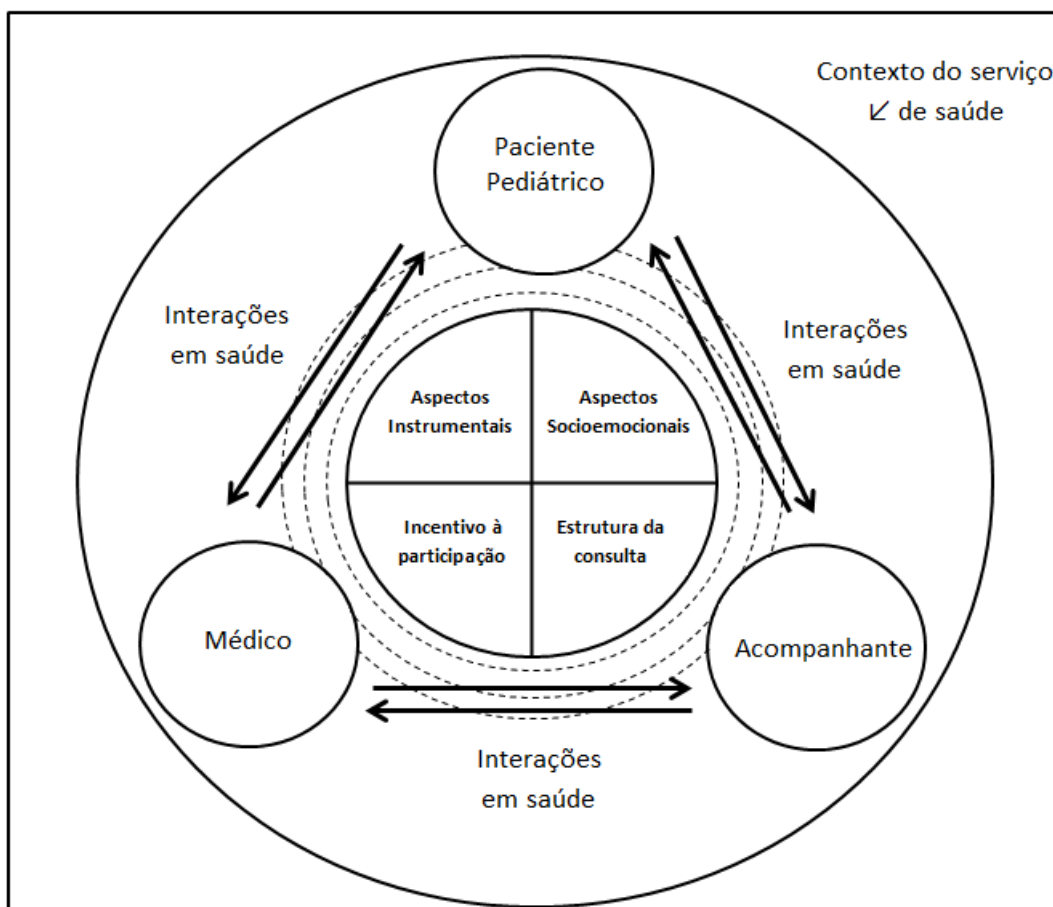 Contexto do serviço
↙ de saúde
Paciente
Pediátrico
Interações
em saúde
Interações
em saúde
Aspectos
Instrumentais
Aspectos
Socioemocionais
Incentivo à
participação
Estrutura da
consulta
Médico
Acompanhante
Interações
em saúde